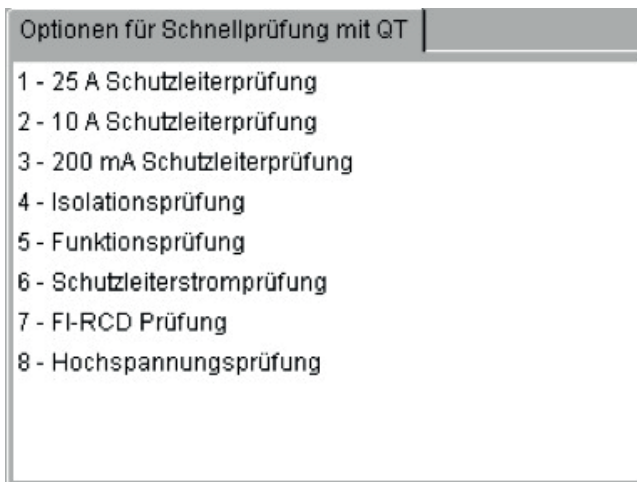 Optionen für Schnellprüfung mit QT
1 - 25 A Schutzleiterprüfung
2 - 10 A Schutzleiterprüfung
3 - 200 mA Schutzleiterprüfung
4 - Isolationsprüfung
5 - Funktionsprüfung
6 - Schutzleiterstromprüfung
7 - FI-RCD Prüfung
8 - Hochspannungsprüfung